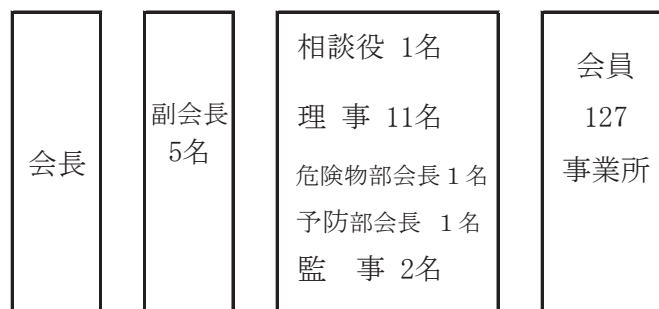 会長
副会長
5名
相談役 1名
理 事 11名
危険物部会長１名
予防部会長 1名
監　事 2名
会員
127
事業所